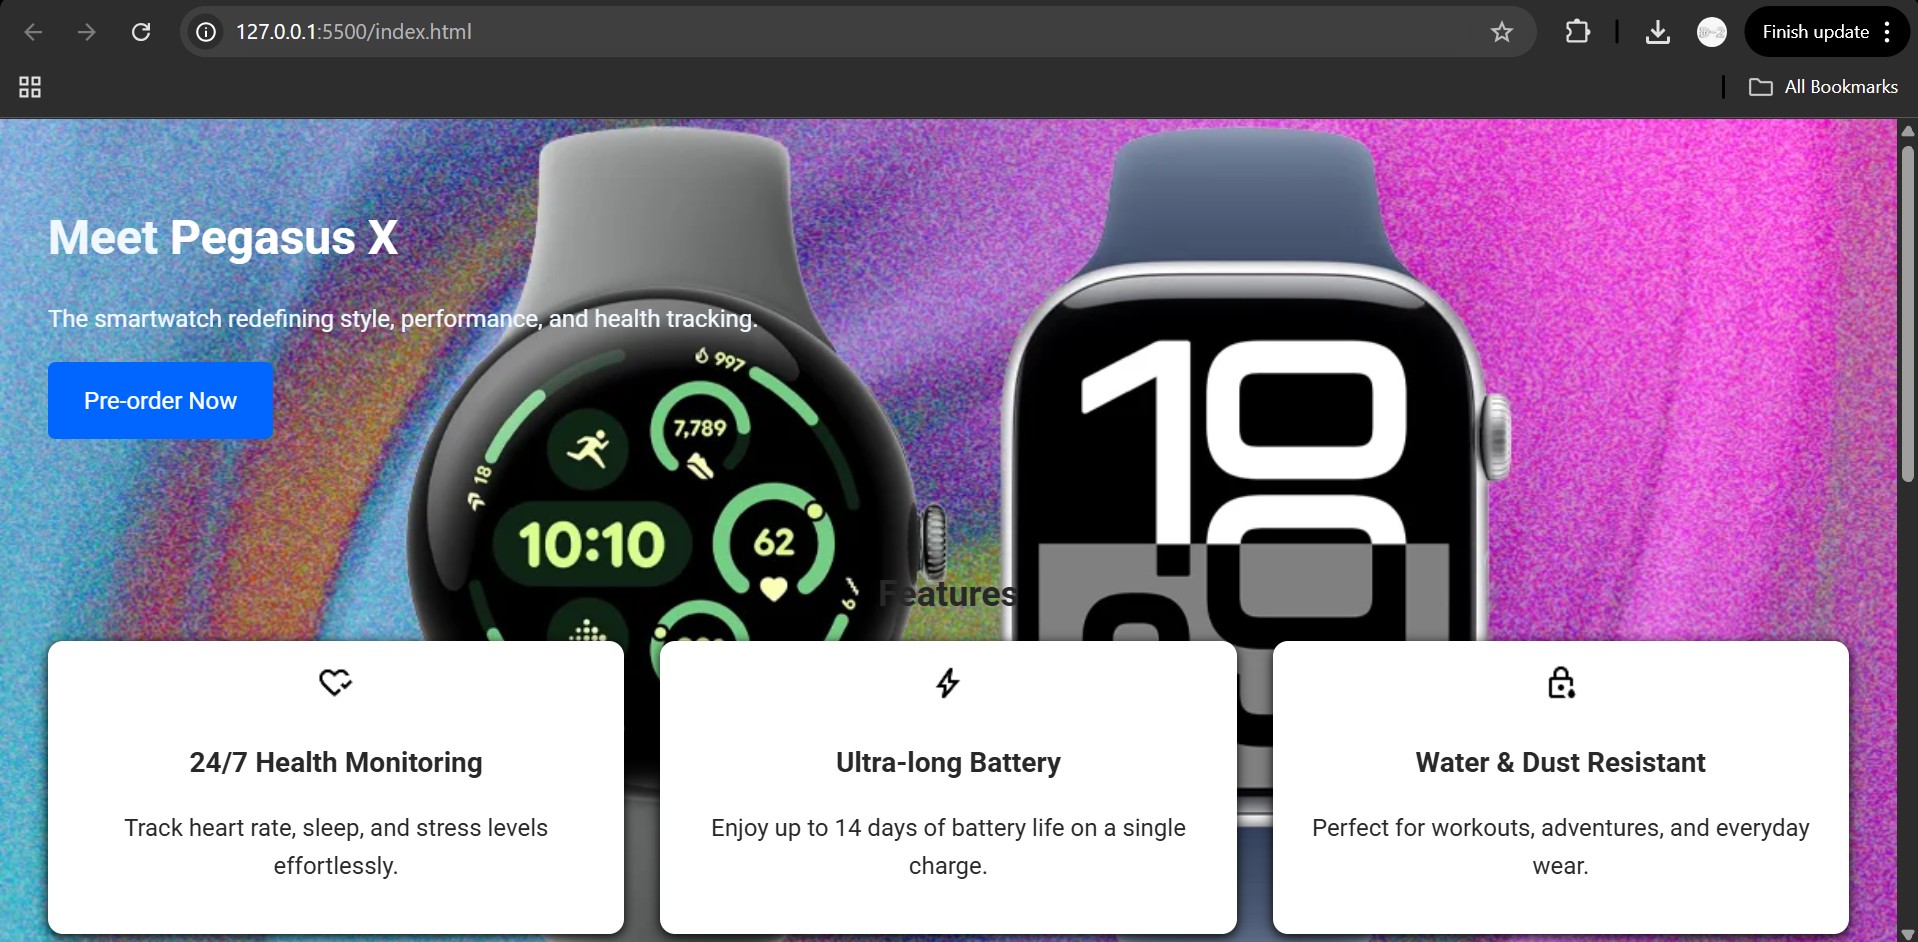 127.0.0.1:5500/index.html
Finish update
All Bookmarks
Meet Pegasus X
The smartwatch redefining style, performance, and health tracking.
Pre-order Now
997
7,789
18
10:10
62
9
10
Features
24/7 Health Monitoring
Track heart rate, sleep, and stress levels
effortlessly.
Ultra-long Battery
Enjoy up to 14 days of battery life on a single
charge.
Water & Dust Resistant
Perfect for workouts, adventures, and everyday
wear.